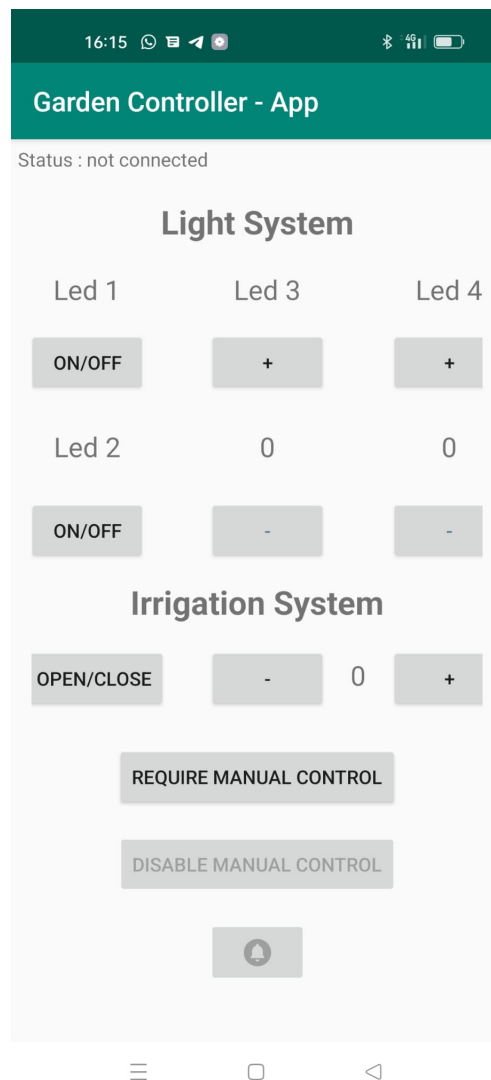 16:15 4G
Garden Controller - App
Status : not connected
Light System
Led 1 Led 3 Led 4
ON/OFF + +
Led 2 0 0
ON/OFF - -
Irrigation System
OPEN/CLOSE - 0 +
REQUIRE MANUAL CONTROL
DISABLE MANUAL CONTROL